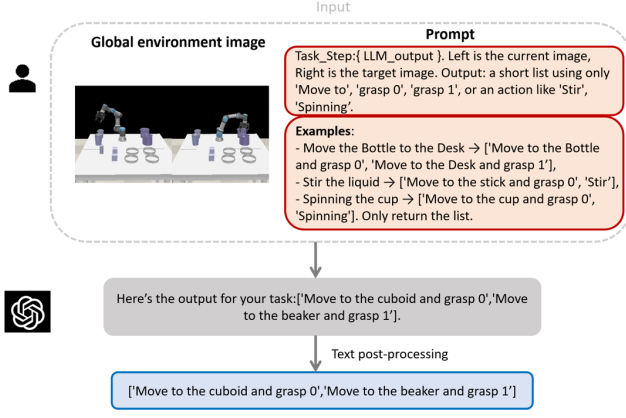 Input
Global environment image
Prompt
Task_Step:{ LLM_output }. Left is the current image,
Right is the target image. Output: a short list using only
'Move to', 'grasp 0', 'grasp 1', or an action like 'Stir',
'Spinning’.
Examples:
- Move the Bottle to the Desk → ['Move to the Bottle
and grasp 0', 'Move to the Desk and grasp 1’],
- Stir the liquid → ['Move to the stick and grasp 0', 'Stir’],
- Spinning the cup → ['Move to the cup and grasp 0',
'Spinning']. Only return the list.
Here’s the output for your task:['Move to the cuboid and grasp 0','Move
to the beaker and grasp 1’].
Text post-processing
['Move to the cuboid and grasp 0','Move to the beaker and grasp 1’]